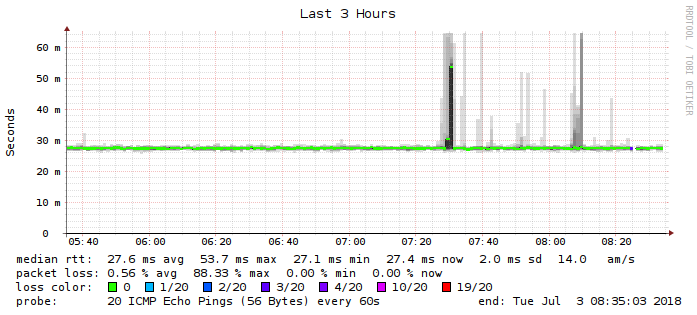 Last 3 Hours
RRDTOOL / TOBI OETIKER
Seconds
60 m
50 m
40 m
30 m
20 m
10 m
0
05:40 06:00 06:20 06:40 07:00 07:20 07:40 08:00 08:20
median rtt: 27.6 ms avg 53.7 ms max 27.1 ms min 27.4 ms now 2.0 ms sd 14.0 am/s
packet loss: 0.56 % avg 88.33 % max 0.00 % min 0.00 % now
loss color: 0 1/20 2/20 3/20 4/20 10/20 19/20
probe: 20 ICMP Echo Pings (56 Bytes) every 60s end: Tue Jul 3 08:35:03 2018